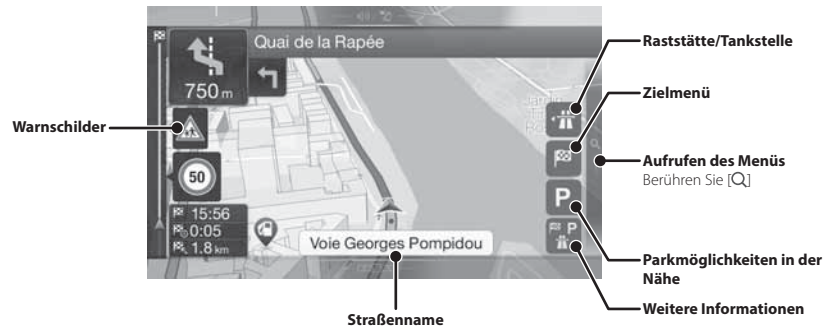 Quai de la Rapée
750 m
50
15:56
0:05
1.8 km
Voie Georges Pompidou
P
P
Warnschilder
Straßenname
Raststätte/Tankstelle
Zielmenü
Aufrufen des Menüs
Berühren Sie [ ]
Parkmöglichkeiten in der
Nähe
Weitere Informationen